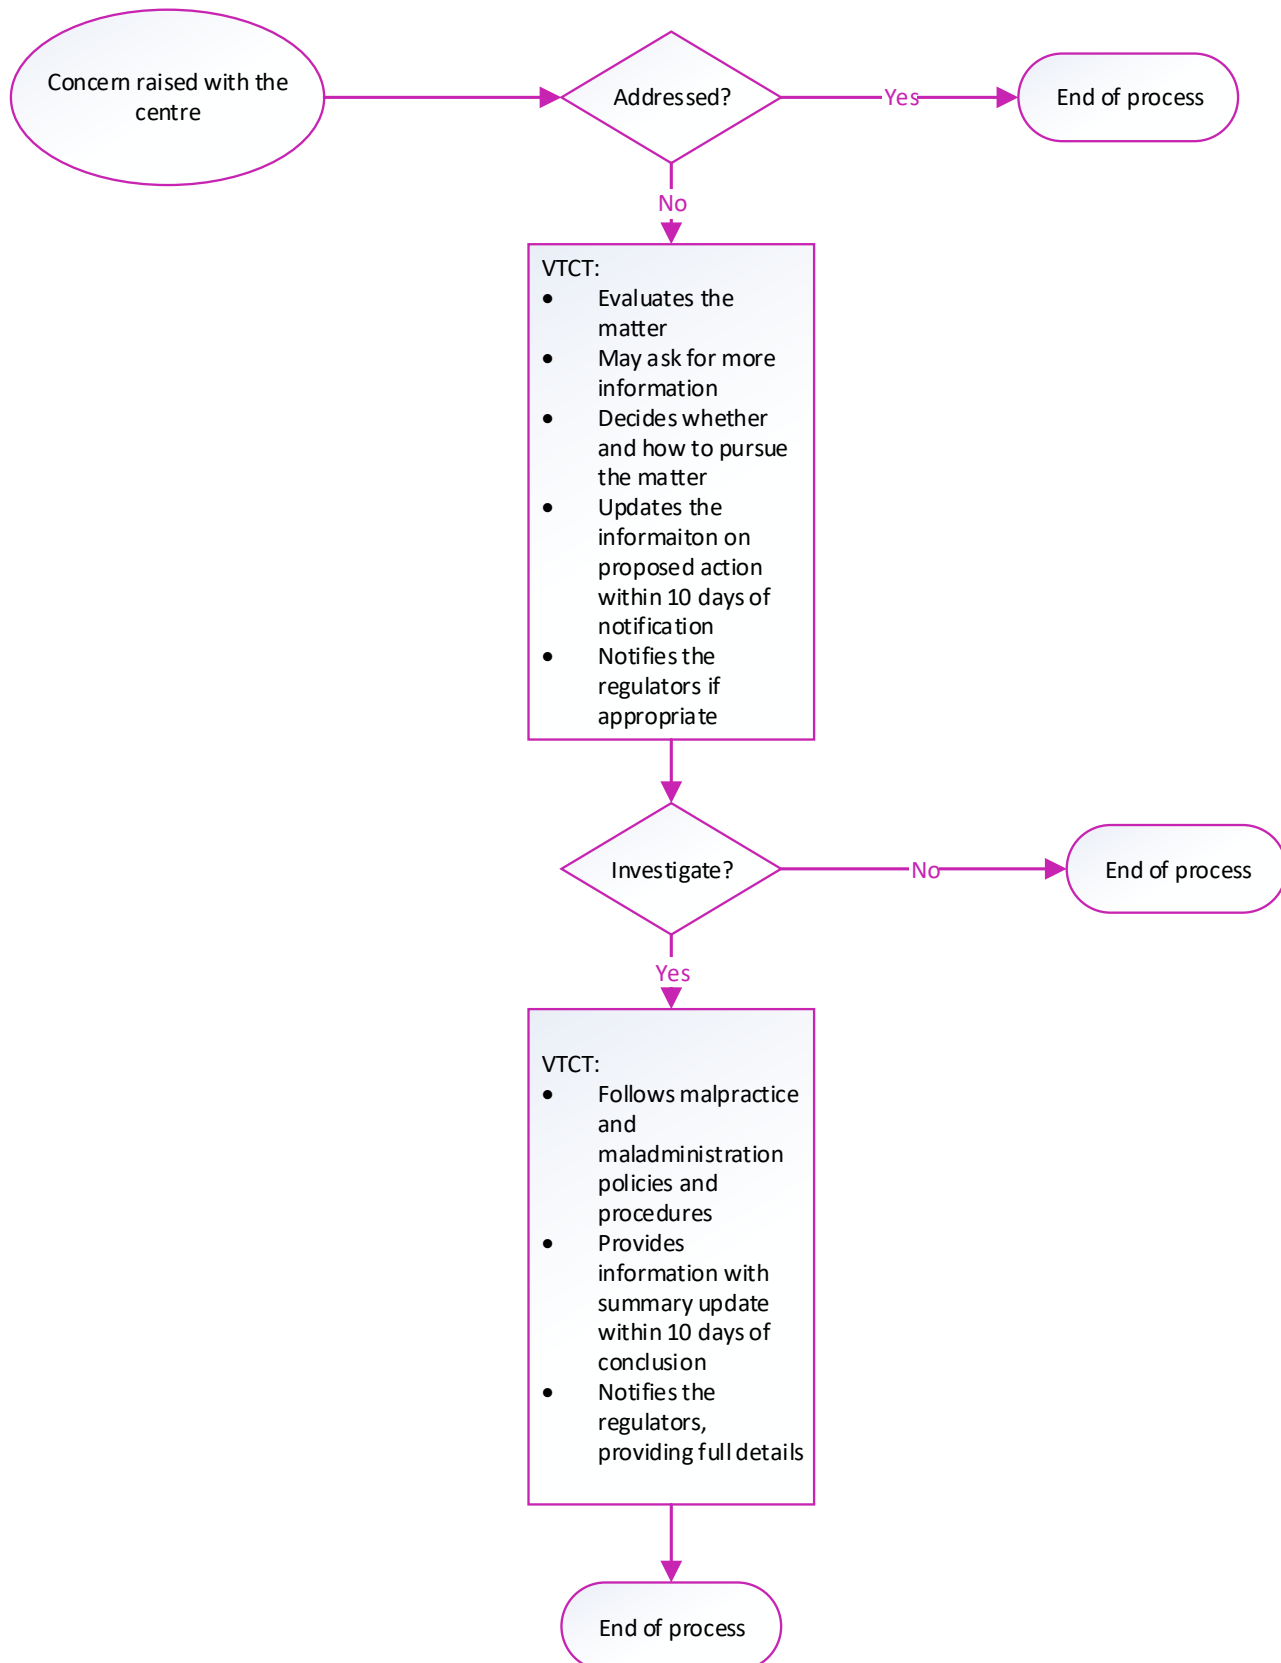 Concern raised with the
centre
Addressed?
Yes
End of process
No
VTCT:
• Evaluates the
matter
• May ask for more
information
• Decides whether
and how to pursue
the matter
• Updates the
informaiton on
proposed action
within 10 days of
notification
• Notifies the
regulators if
appropriate
Investigate?
No
End of process
Yes
VTCT:
• Follows malpractice
and
maladministration
policies and
procedures
• Provides
information with
summary update
within 10 days of
conclusion
• Notifies the
regulators,
providing full details
End of process